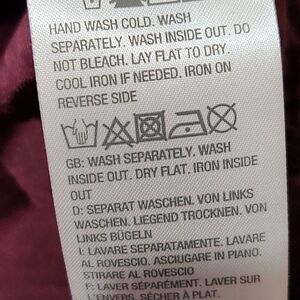 HAND WASH COLD. WASH
SEPARATELY. WASH INSIDE OUT. DO
NOT BLEACH. LAY FLAT TO DRY.
COOL IRON IF NEEDED. IRON ON
REVERSE SIDE
GB: WASH SEPARATELY. WASH
INSIDE OUT. DRY FLAT. IRON INSIDE
OUT
D: SEPARAT WASCHEN. VON LINKS
WASCHEN. LIEGEND TROCKNEN. VON
LINKS BÜGELN
I: LAVARE SEPARATAMENTE. LAVARE
AL ROVESCIO. ASCIUGARE IN PIANO.
STIRARE AL ROVESCIO
F: LAVER SÉPARÉMENT. LAVER SUR
L'ENVERS. SÉCHER À PLAT.